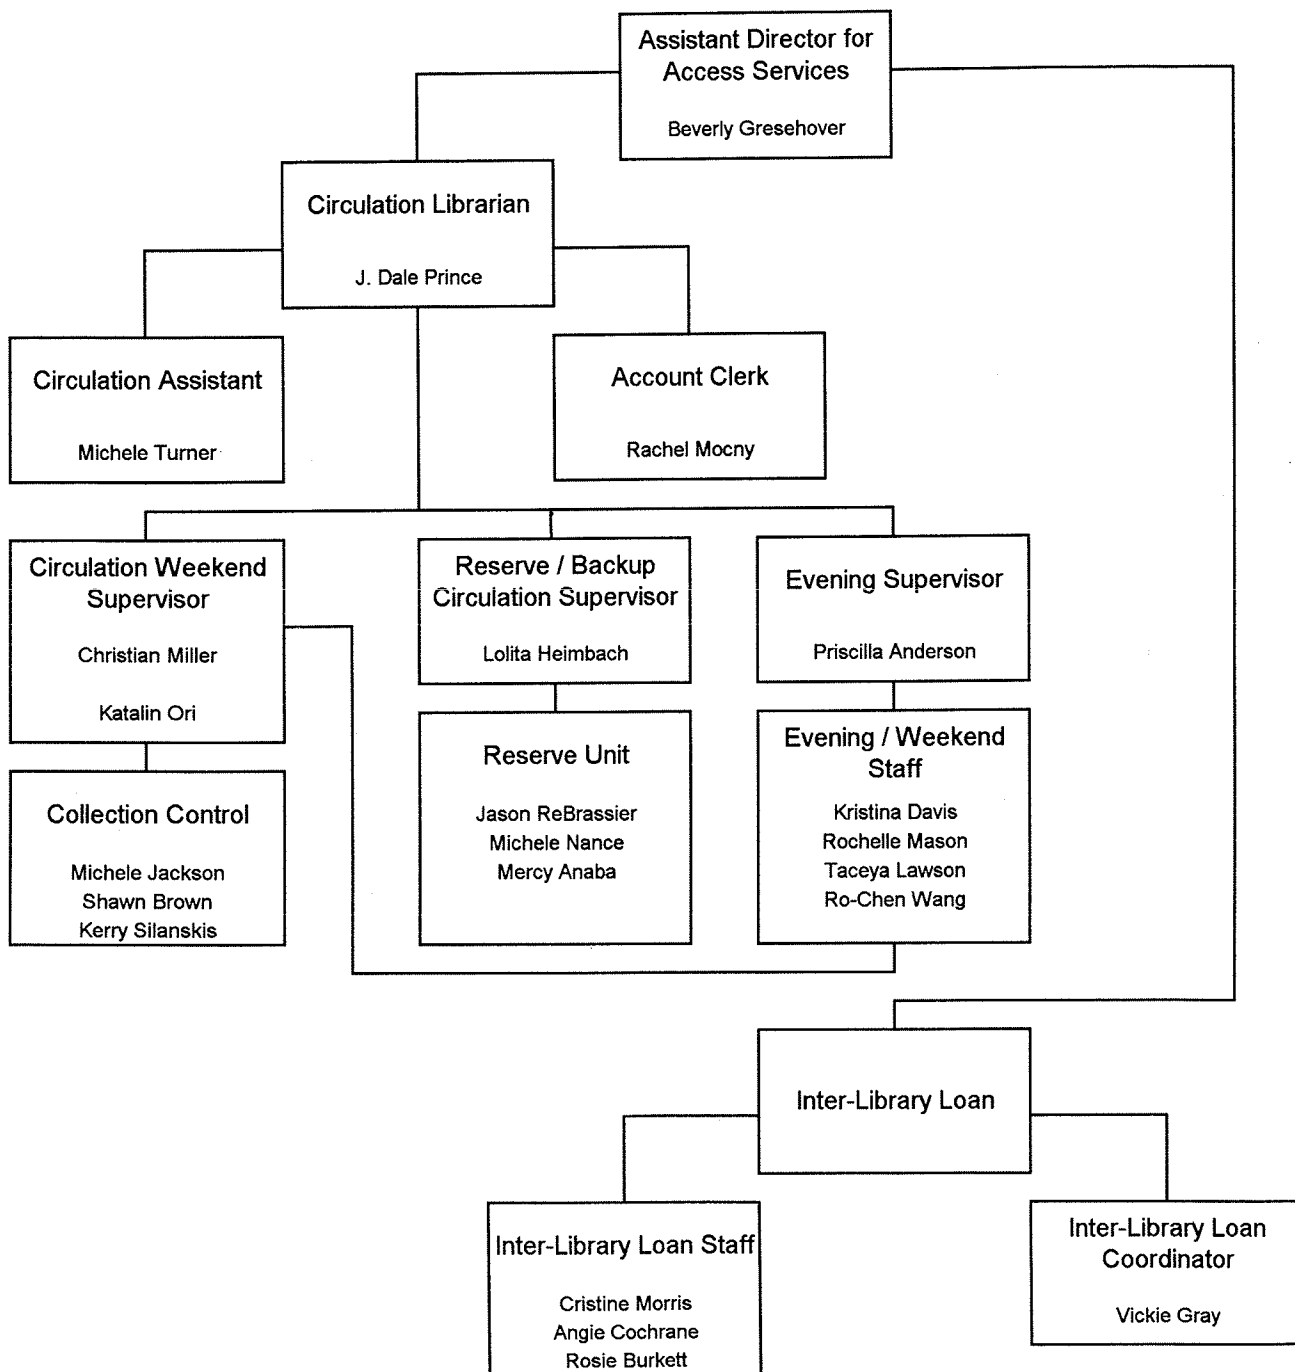 Assistant Director for
Access Services
Beverly Gresehover
Circulation Librarian
J. Dale Prince
Circulation Assistant
Michele Turner
Account Clerk
Rachel Mocny
Circulation Weekend
Supervisor
Christian Miller
Katalin Ori
Reserve / Backup
Circulation Supervisor
Lolita Heimbach
Evening Supervisor
Priscilla Anderson
Collection Control
Michele Jackson
Shawn Brown
Kerry Silanskis
Reserve Unit
Jason ReBrassier
Michele Nance
Mercy Anaba
Evening / Weekend
Staff
Kristina Davis
Rochelle Mason
Taceya Lawson
Ro-Chen Wang
Inter-Library Loan
Inter-Library Loan Staff
Cristine Morris
Angie Cochrane
Rosie Burkett
Inter-Library Loan
Coordinator
Vickie Gray